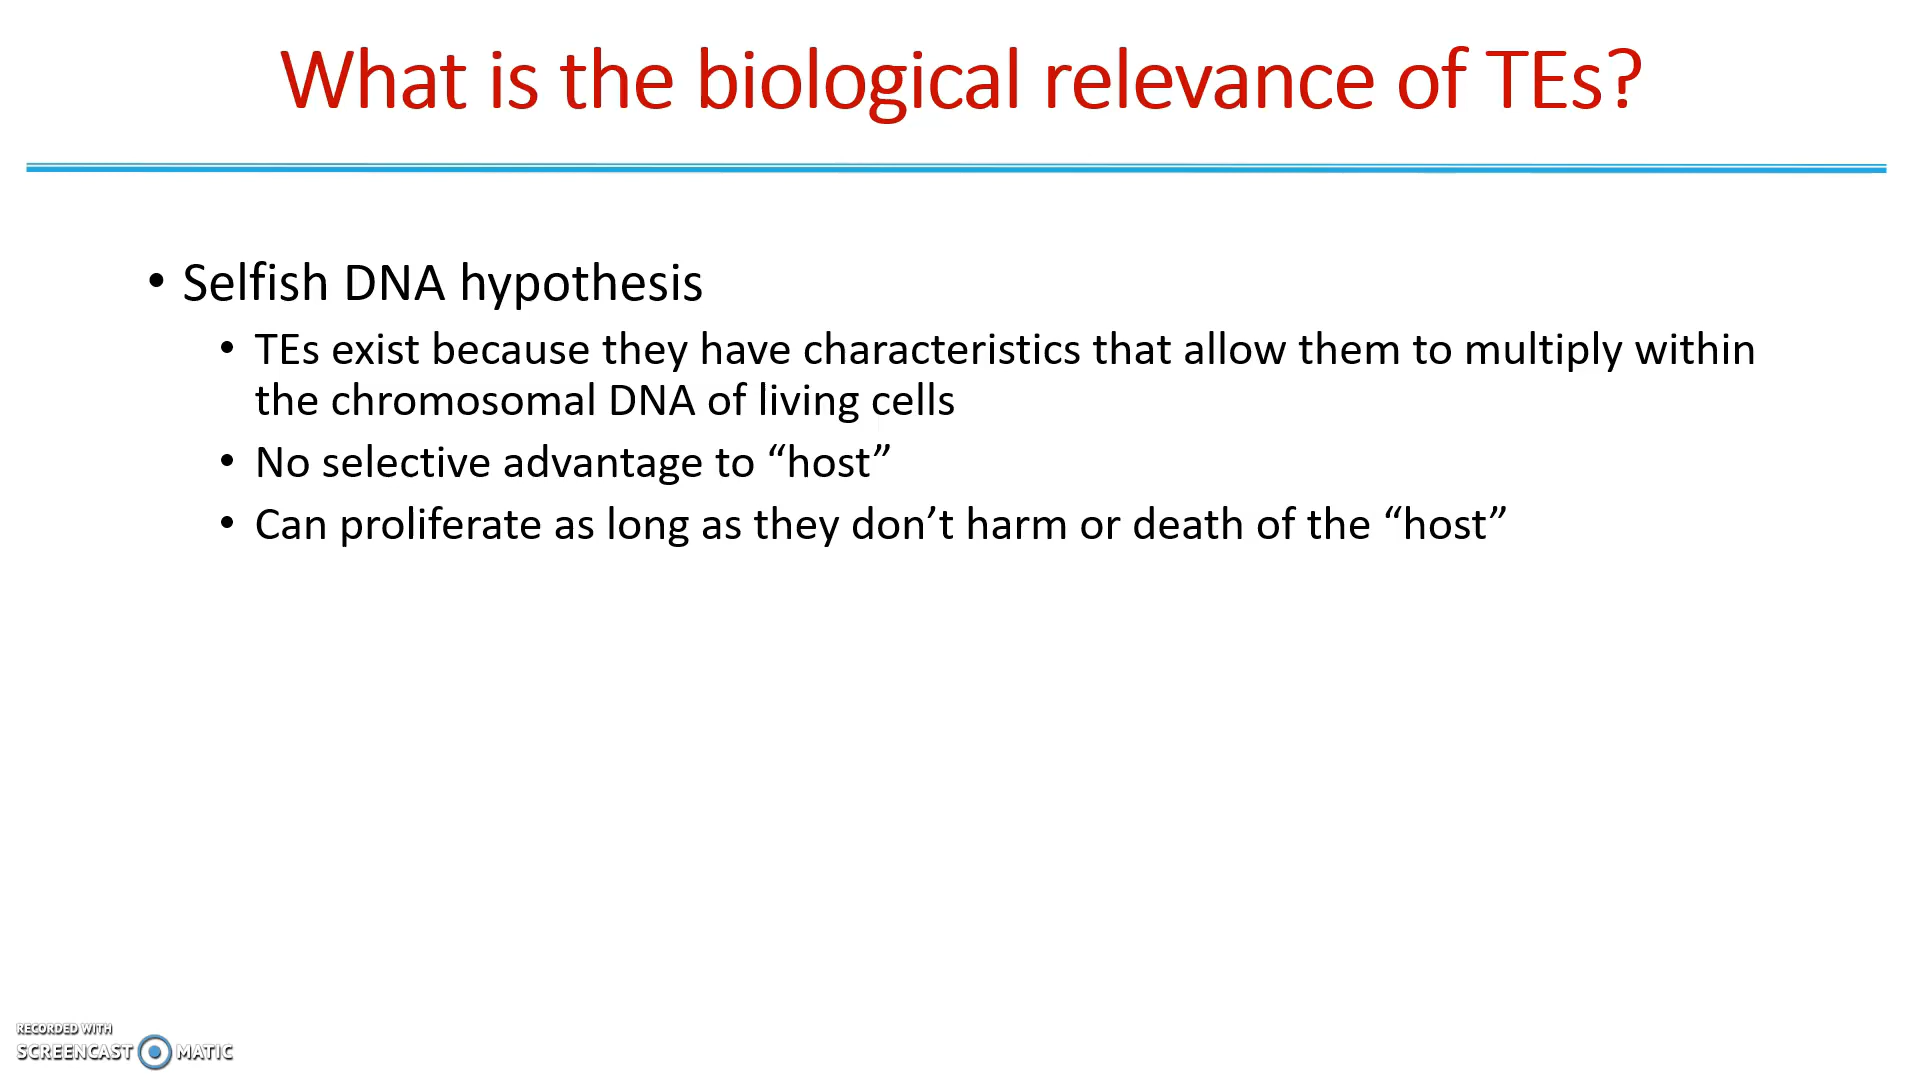 What is the biological relevance of TEs?
• Selfish DNA hypothesis
• TEs exist because they have characteristics that allow them to multiply within
the chromosomal DNA of living cells
• No selective advantage to “host”
• Can proliferate as long as they don’t harm or death of the “host”
RECORDED WITH
SCREENCAST MATIC